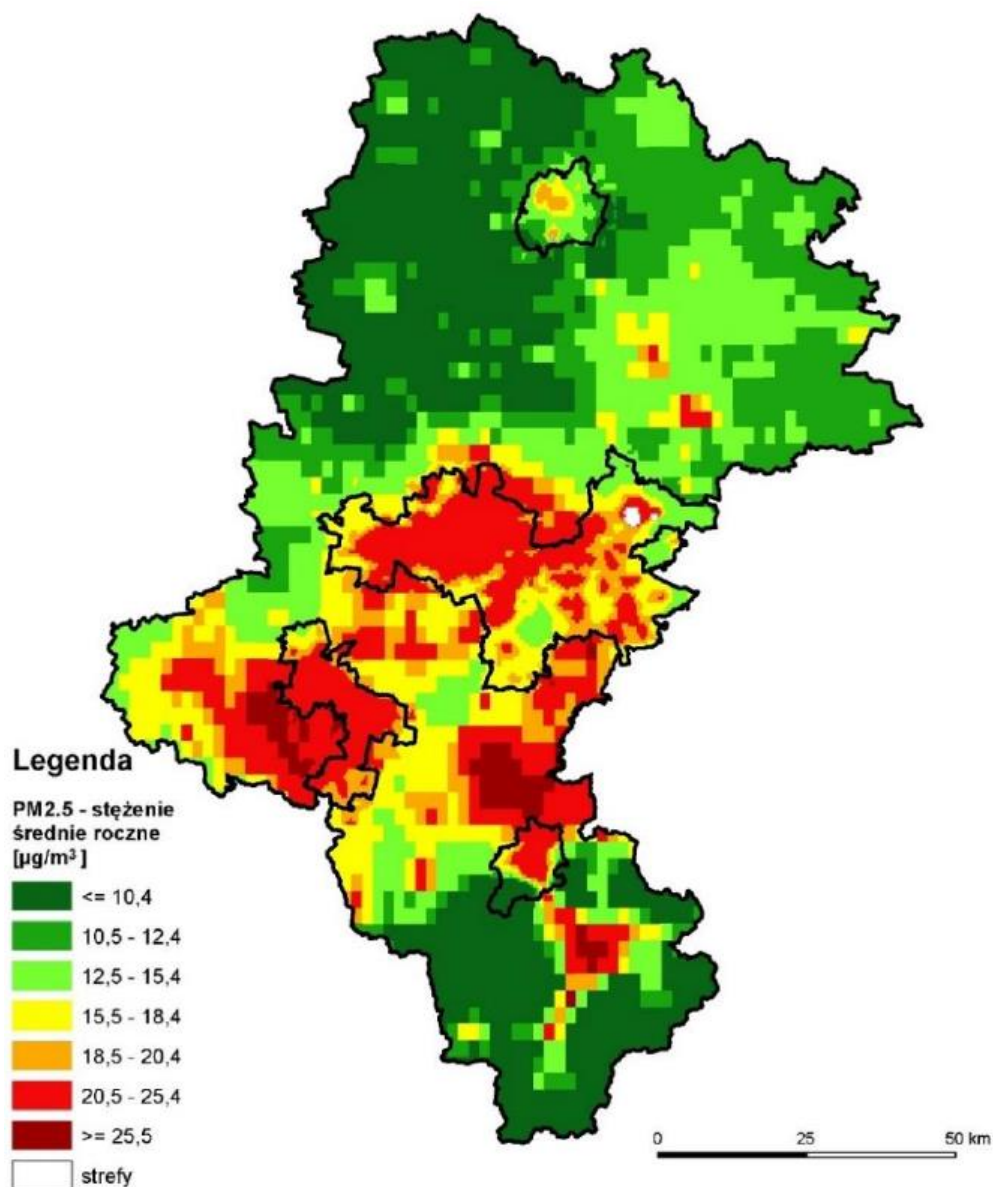 Legenda
PM2.5 - stężenie
średnie roczne
[µg/m³ ]
<= 10,4
10,5 - 12,4
12,5 - 15,4
15,5 - 18,4
18,5 - 20,4
20,5 - 25,4
>= 25,5
strefy
0 25 50 km